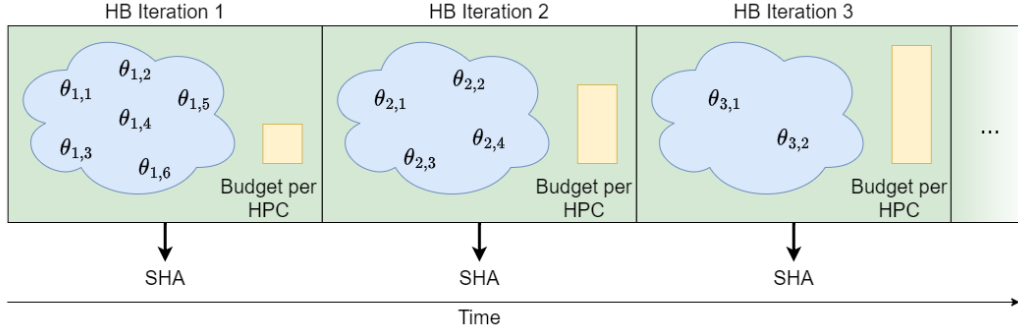 HB Iteration 1 HB Iteration 2 HB Iteration 3
θ1,1 θ1,2 θ1,5
θ1,4
θ1,3 θ1,6
Budget per
HPC
θ2,1 θ2,2
θ2,3 θ2,4
Budget per
HPC
θ3,1
θ3,2
Budget per
HPC
...
SHA SHA SHA
Time